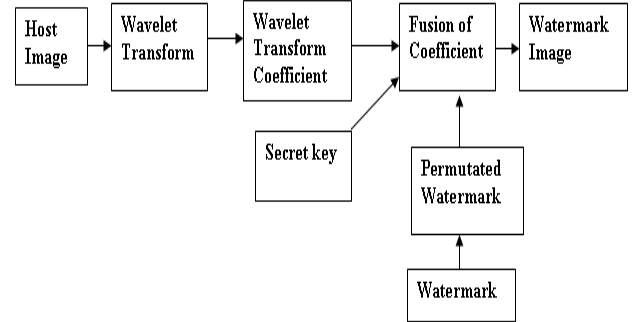 Host
Image
Wavelet
Transform
Wavelet
Transform
Coefficient
Fusion of
Coefficient
Watermark
Image
Secret key
Permutated
Watermark
Watermark